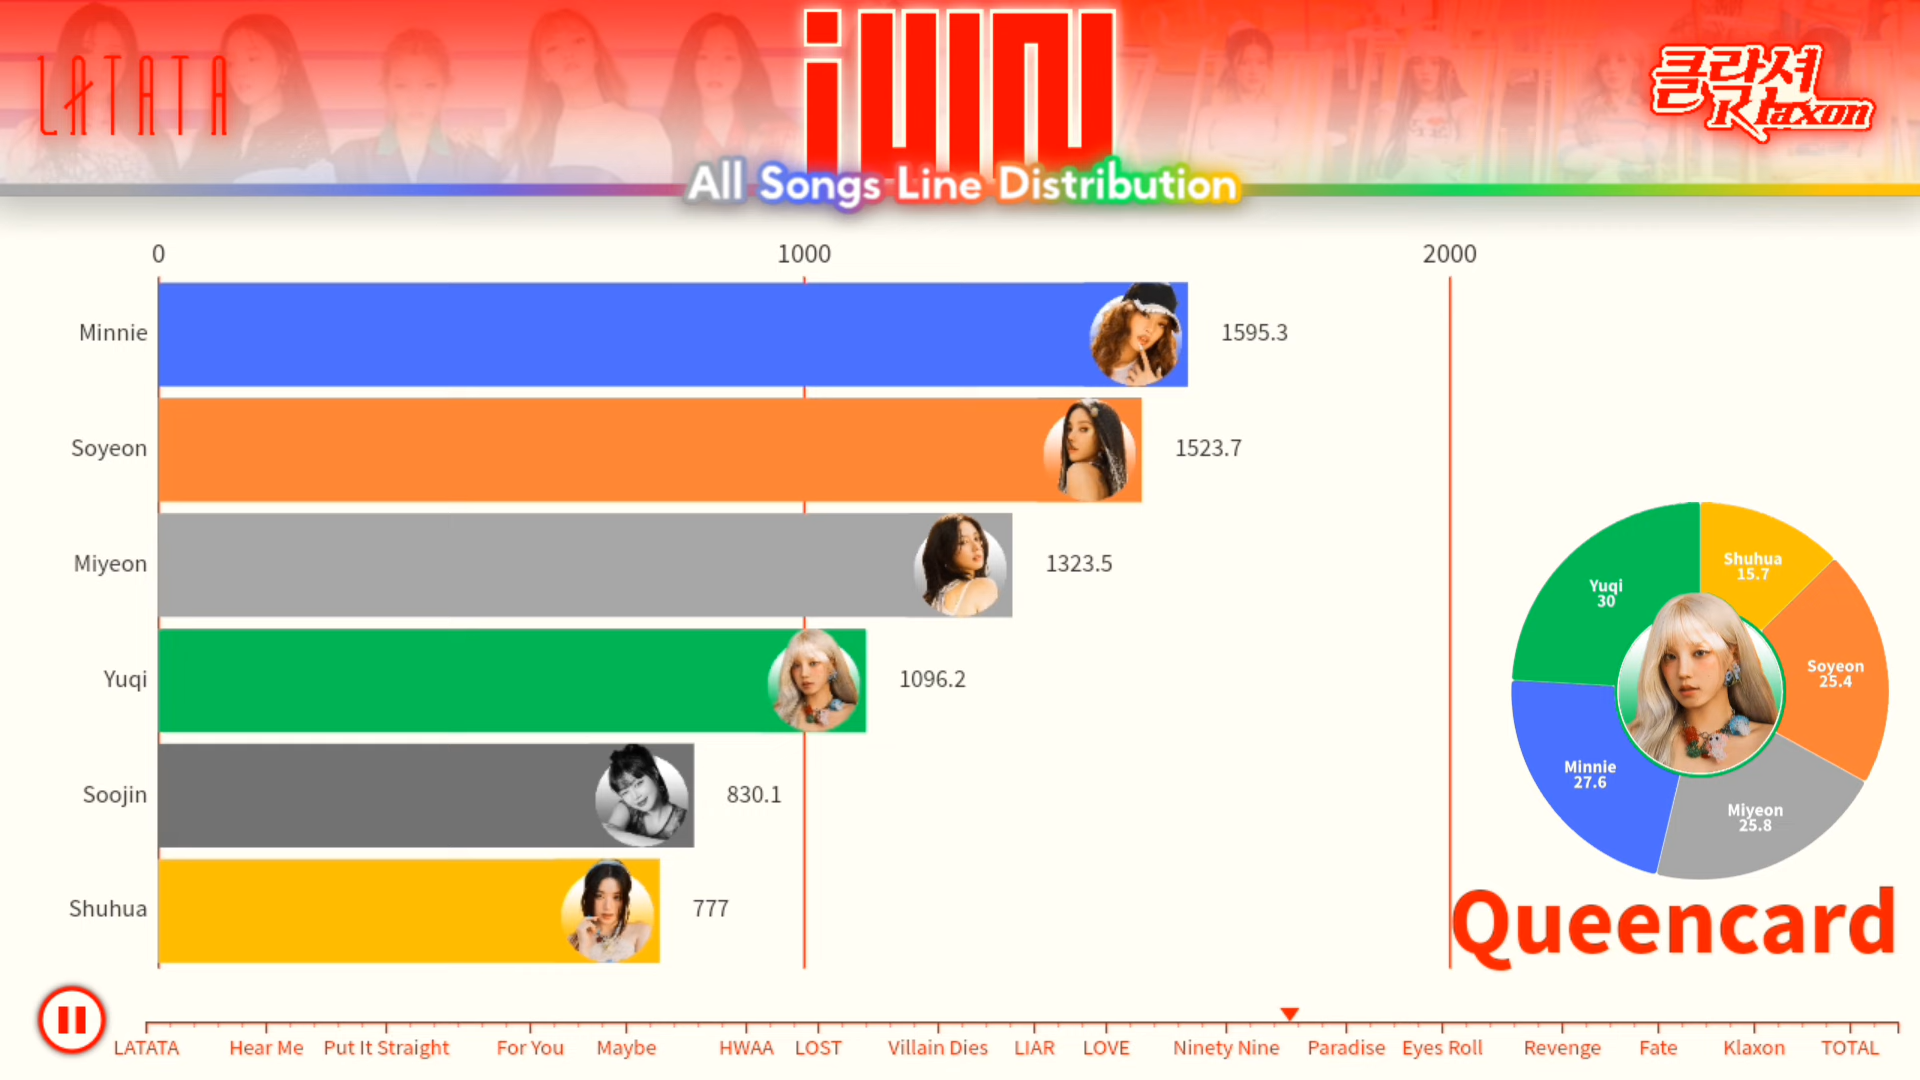 LATATA
i
클락션
Klaxon
All Songs Line Distribution
0 1000 2000
Minnie 1595.3
Soyeon 1523.7
Miyeon 1323.5
Yuqi 1096.2
Soojin 830.1
Shuhua 777
Shuhua
15.7
Yuqi
30
Soyeon
25.4
Minnie
27.6
Miyeon
25.8
Queencard
LATATA Hear Me Put It Straight For You Maybe HWAA LOST Villain Dies LIAR LOVE Ninety Nine Paradise Eyes Roll Revenge Fate Klaxon TOTAL